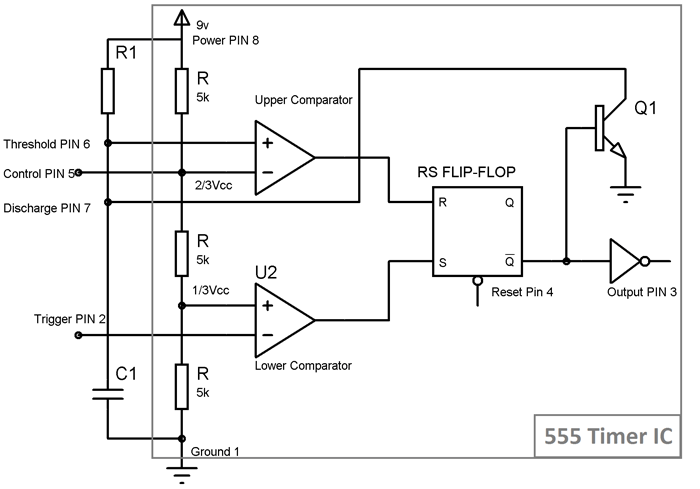 9v
Power PIN 8
R1
R
5k
Upper Comparator
Q1
Threshold PIN 6
+
Control PIN 5
−
2/3Vcc
RS FLIP-FLOP
Discharge PIN 7
R
Q
R
5k
U2
S
Q̅
1/3Vcc
Reset Pin 4
Output PIN 3
+
Trigger PIN 2
−
Lower Comparator
C1
R
5k
555 Timer IC
Ground 1